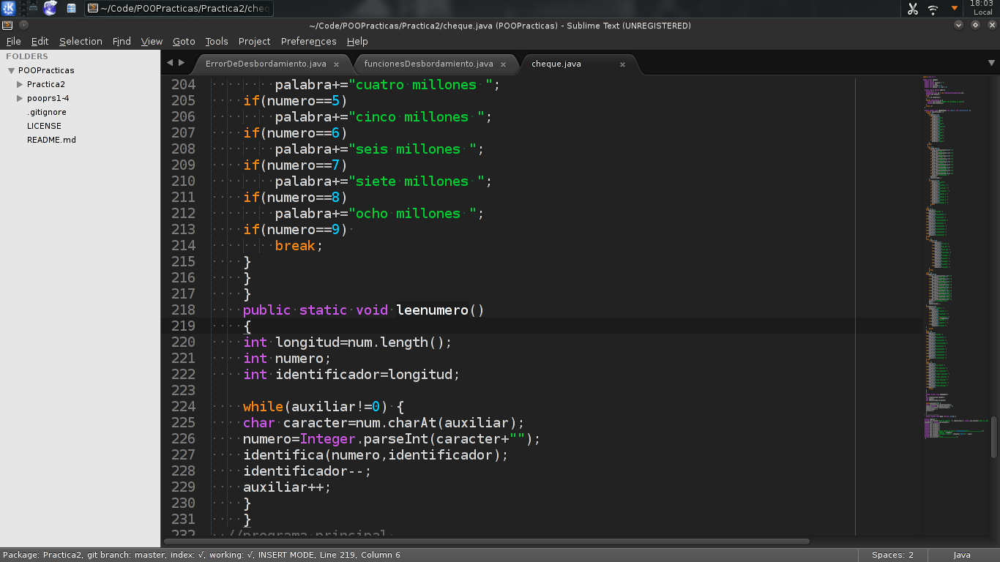 ~/Code/POOPracticas/Practica2/cheq
18:03
Local
~/Code/POOPracticas/Practica2/cheque.java (POOPracticas) - Sublime Text (UNREGISTERED)
File Edit Selection Find View Goto Tools Project Preferences Help
FOLDERS
POOPracticas
Practica2
pooprs1-4
.gitignore
LICENSE
README.md
ErrorDeDesbordamiento.java × funcionesDesbordamiento.java × cheque.java ×
204 palabra+="cuatro millones ";
205 if(numero==5)
206 palabra+="cinco millones ";
207 if(numero==6)
208 palabra+="seis millones ";
209 if(numero==7)
210 palabra+="siete millones ";
211 if(numero==8)
212 palabra+="ocho millones ";
213 if(numero==9)
214 break;
215 }
216 }
217 }
218 public static void leenumero()
219 {
220 int longitud=num.length();
221 int numero;
222 int identificador=longitud;
223
224 while(auxiliar!=0) {
225 char caracter=num.charAt(auxiliar);
226 numero=Integer.parseInt(caracter+"");
227 identifica(numero,identificador);
228 identificador--;
229 auxiliar++;
230 }
231 }
232 //programa principal
Package: Practica2, git branch: master, index: √, working: √, INSERT MODE, Line 219, Column 6
Spaces: 2
Java